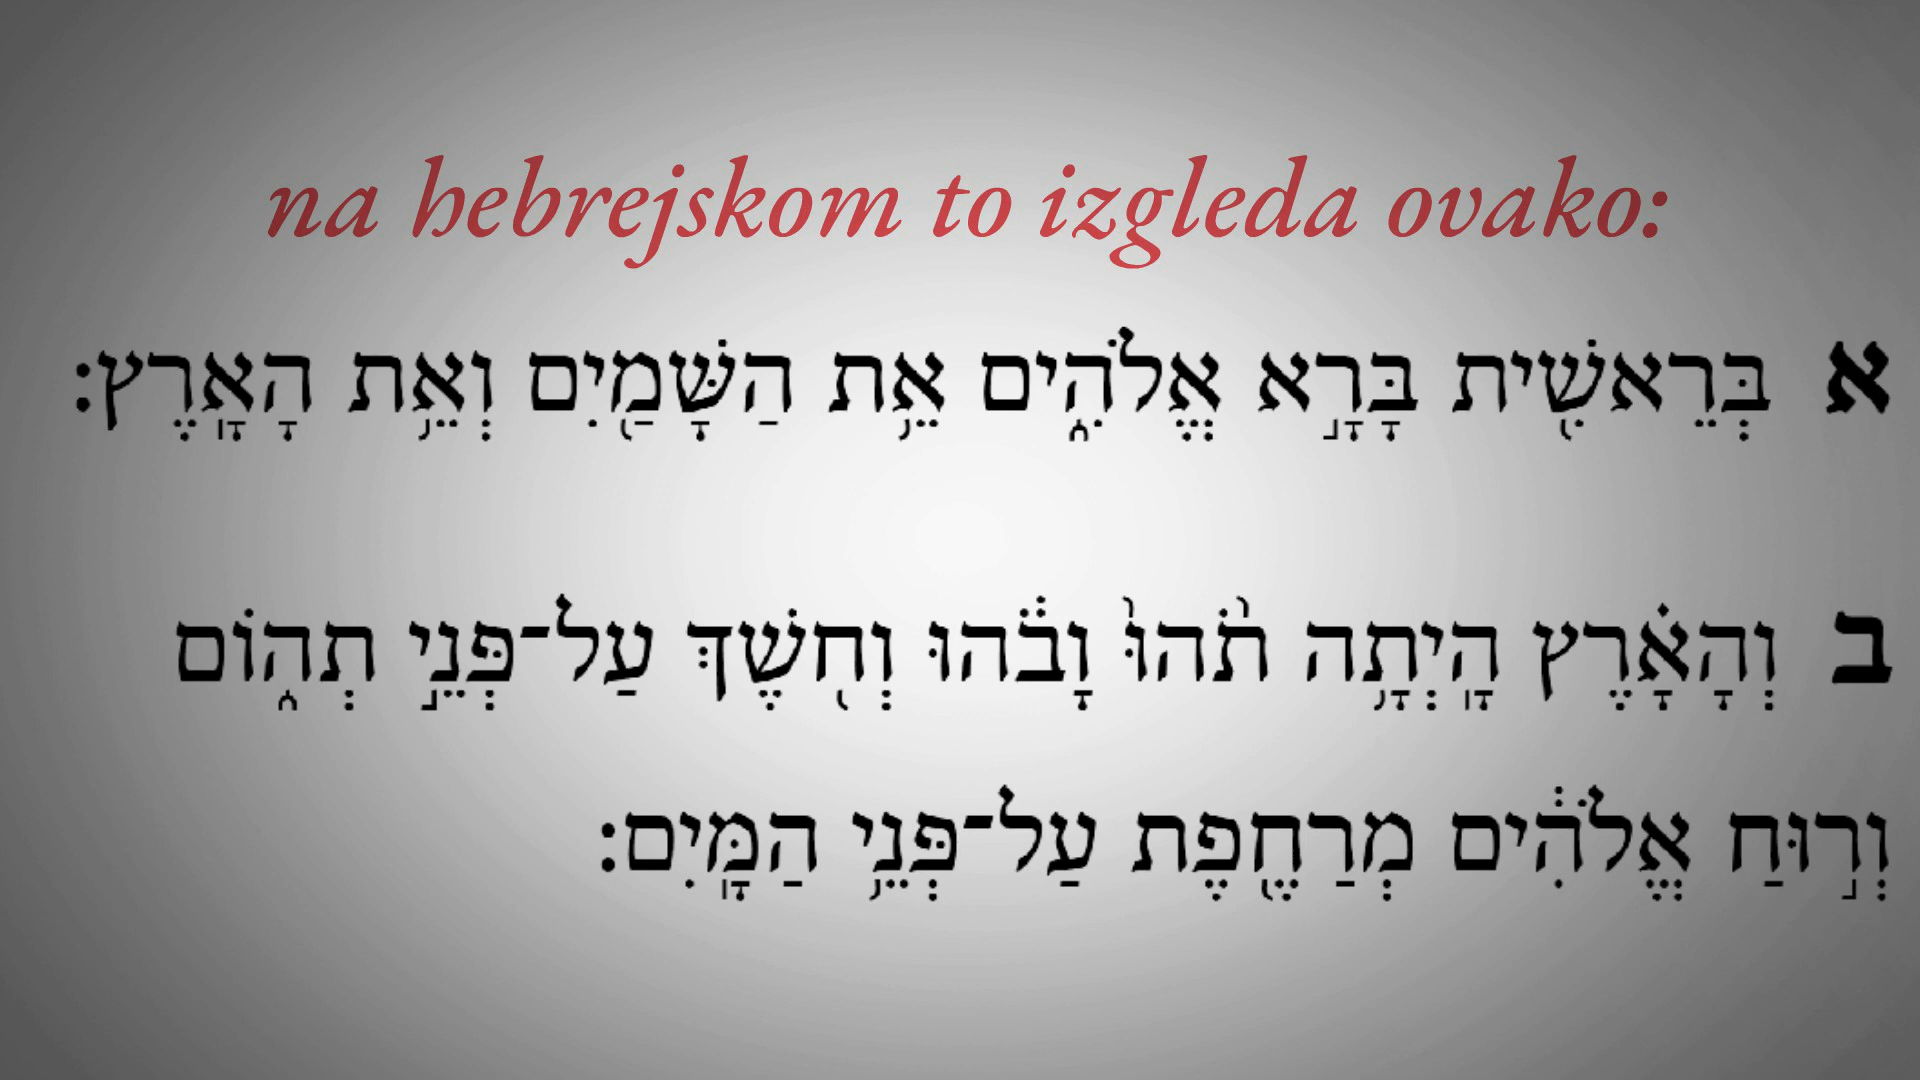 na hebrejskom to izgleda ovako:
א בְּרֵאשִׁ֖ית בָּרָ֣א אֱלֹהִ֑ים אֵ֥ת הַשָּׁמַ֖יִם וְאֵ֥ת הָאָֽרֶץ׃
ב וְהָאָ֗רֶץ הָֽיְתָ֥ה תֹ֙הוּ֙ וָבֹ֔הוּ וְחֹ֖שֶׁךְ עַל־פְּנֵ֣י תְה֑וֹם
וְר֣וּחַ אֱלֹהִ֔ים מְרַחֶ֖פֶת עַל־פְּנֵ֥י הַמָּֽיִם׃